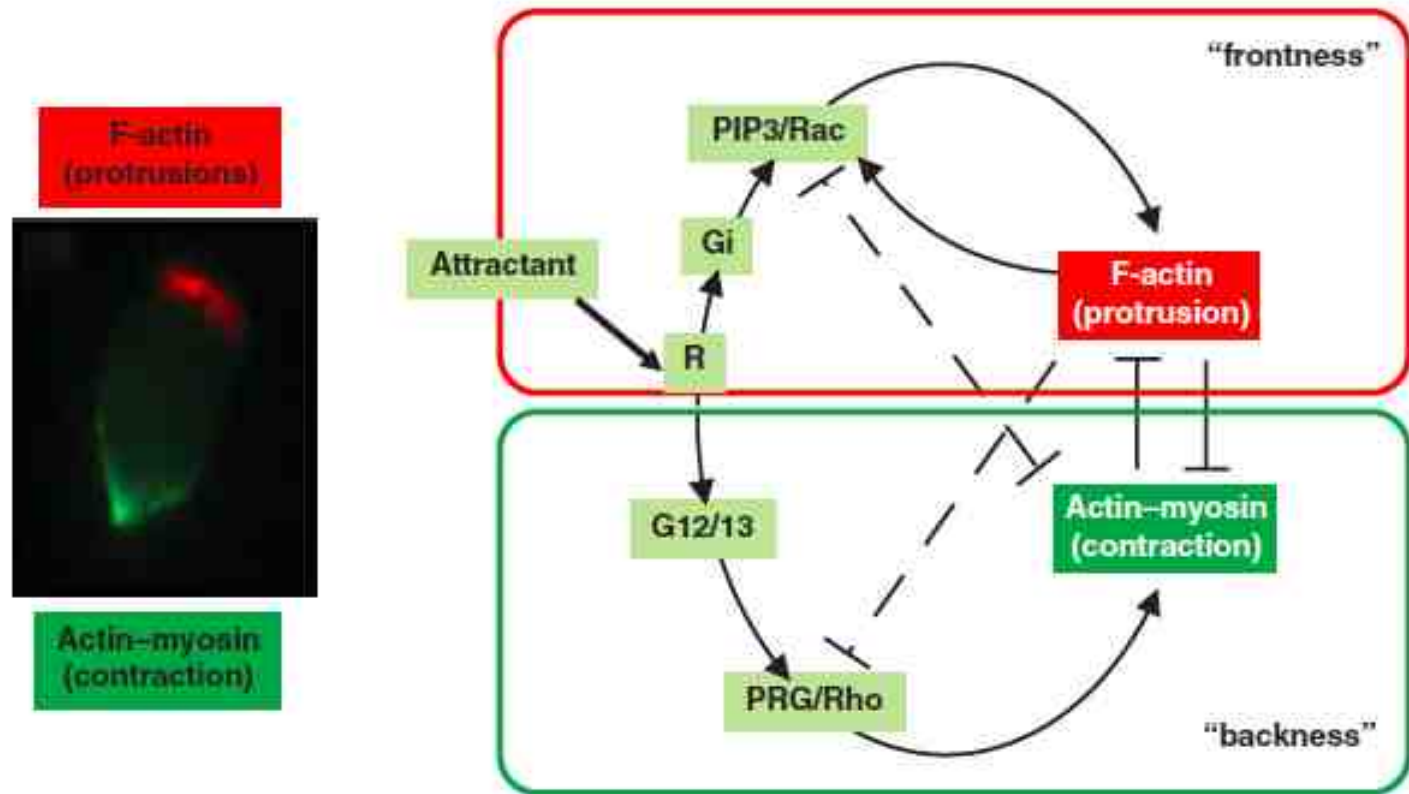 F-actin
(protrusions)
Actin–myosin
(contraction)
"frontness"
PIP3/Rac
Gi
Attractant
R
F-actin
(protrusion)
G12/13
Actin–myosin
(contraction)
PRG/Rho
"backness"